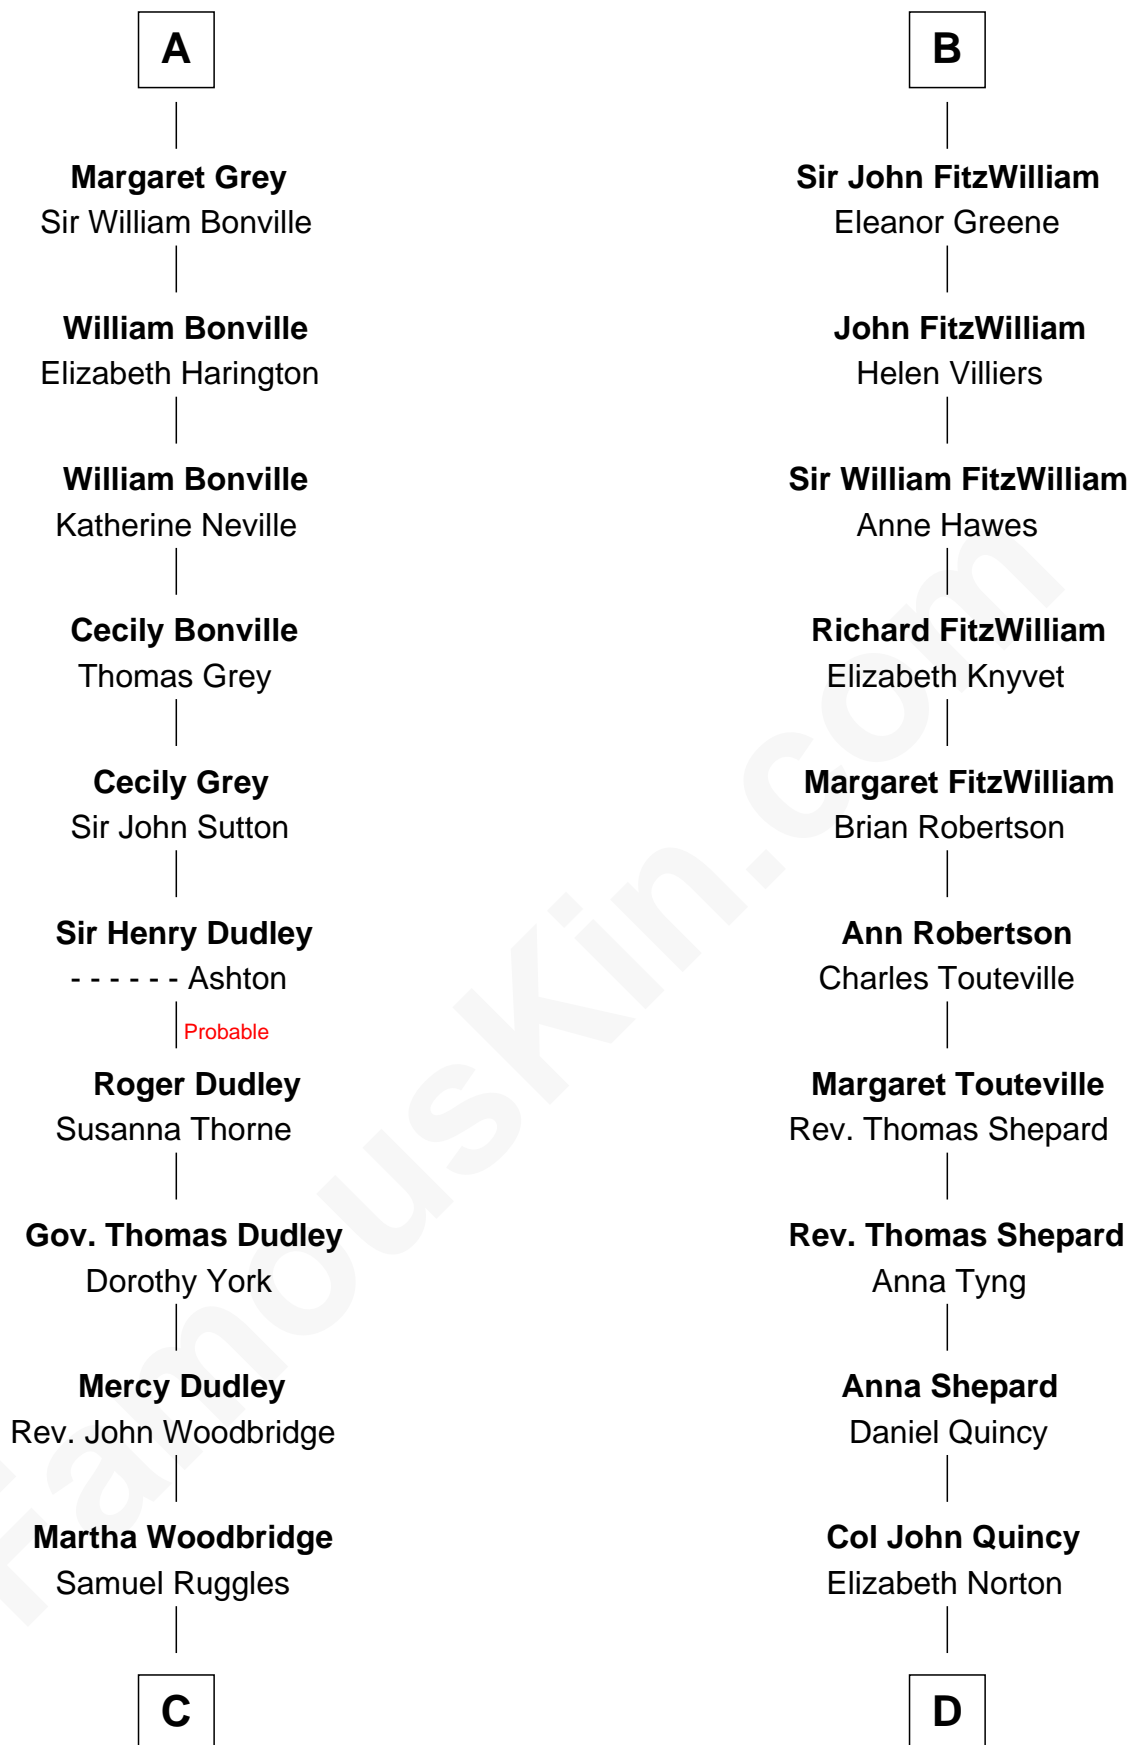 A
Margaret Grey
Sir William Bonville
William Bonville
Elizabeth Harington
William Bonville
Katherine Neville
Cecily Bonville
Thomas Grey
Cecily Grey
Sir John Sutton
Sir Henry Dudley
- - - - - - Ashton
Probable
Roger Dudley
Susanna Thorne
Gov. Thomas Dudley
Dorothy York
Mercy Dudley
Rev. John Woodbridge
Martha Woodbridge
Samuel Ruggles
C
B
Sir John FitzWilliam
Eleanor Greene
John FitzWilliam
Helen Villiers
Sir William FitzWilliam
Anne Hawes
Richard FitzWilliam
Elizabeth Knyvet
Margaret FitzWilliam
Brian Robertson
Ann Robertson
Charles Touteville
Margaret Touteville
Rev. Thomas Shepard
Rev. Thomas Shepard
Anna Tyng
Anna Shepard
Daniel Quincy
Col John Quincy
Elizabeth Norton
D
FamousKin.com